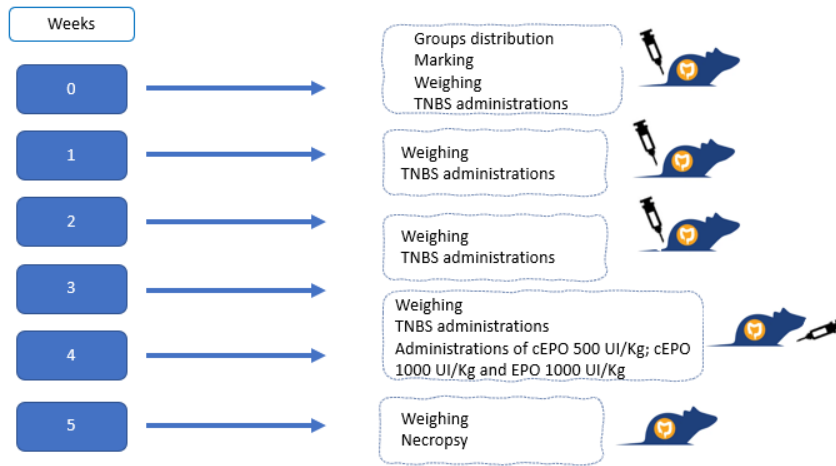 Weeks
0
Groups distribution
Marking
Weighing
TNBS administrations
1
Weighing
TNBS administrations
2
Weighing
TNBS administrations
3
4
Weighing
TNBS administrations
Administrations of cEPO 500 UI/Kg; cEPO
1000 UI/Kg and EPO 1000 UI/Kg
5
Weighing
Necropsy